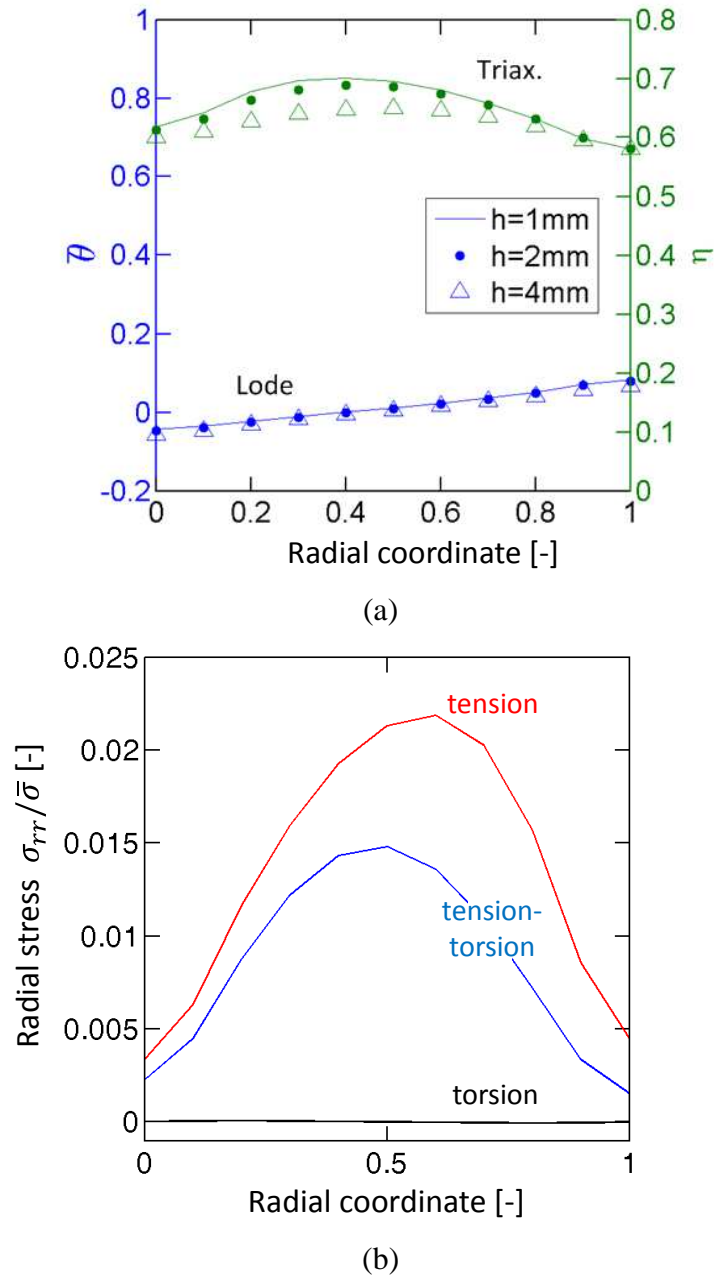 1
0.8
0.6
0.4
0.2
0
-0.2
θ̄
Triax.
h=1mm
h=2mm
h=4mm
Lode
0.8
0.7
0.6
0.5
0.4
0.3
0.2
0.1
0
η
0 0.2 0.4 0.6 0.8 1
Radial coordinate [-]
(a)
0.025
0.02
0.015
0.01
0.005
0
Radial stress σrr/σ̄ [-]
tension
tension-
torsion
torsion
0 0.5 1
Radial coordinate [-]
(b)